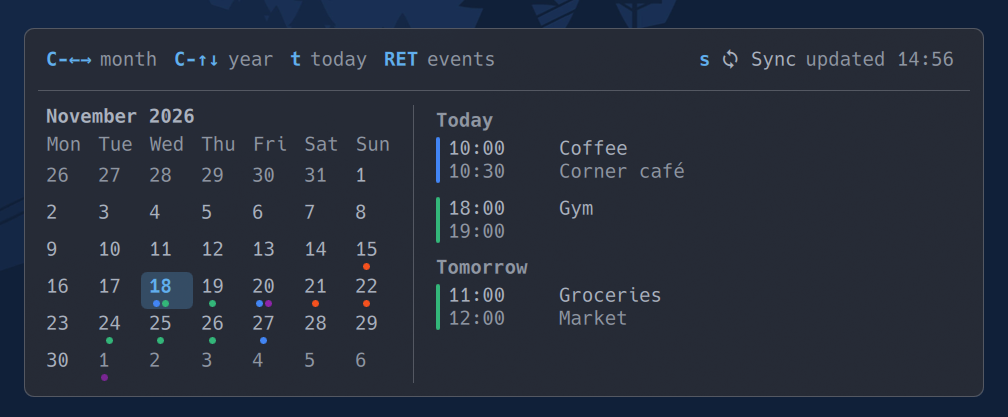 C-←→ month C-↑↓ year t today RET events s Sync updated 14:56
November 2026
Mon Tue Wed Thu Fri Sat Sun
26 27 28 29 30 31 1
2 3 4 5 6 7 8
9 10 11 12 13 14 15
16 17 18 19 20 21 22
23 24 25 26 27 28 29
30 1 2 3 4 5 6
Today
10:00 Coffee
10:30 Corner café
18:00 Gym
19:00
Tomorrow
11:00 Groceries
12:00 Market